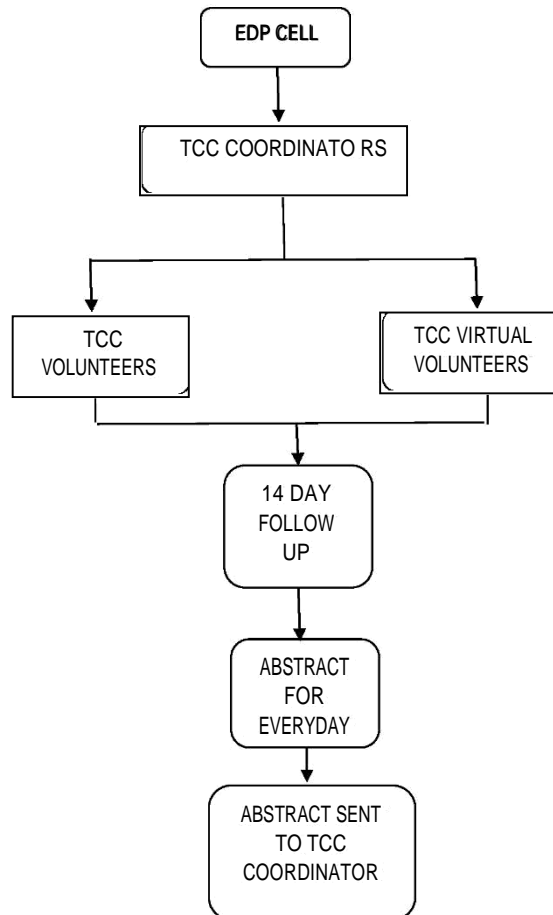 EDP CELL
TCC COORDINATO RS
TCC
VOLUNTEERS
TCC VIRTUAL
VOLUNTEERS
14 DAY
FOLLOW
UP
ABSTRACT
FOR
EVERYDAY
ABSTRACT SENT
TO TCC
COORDINATOR